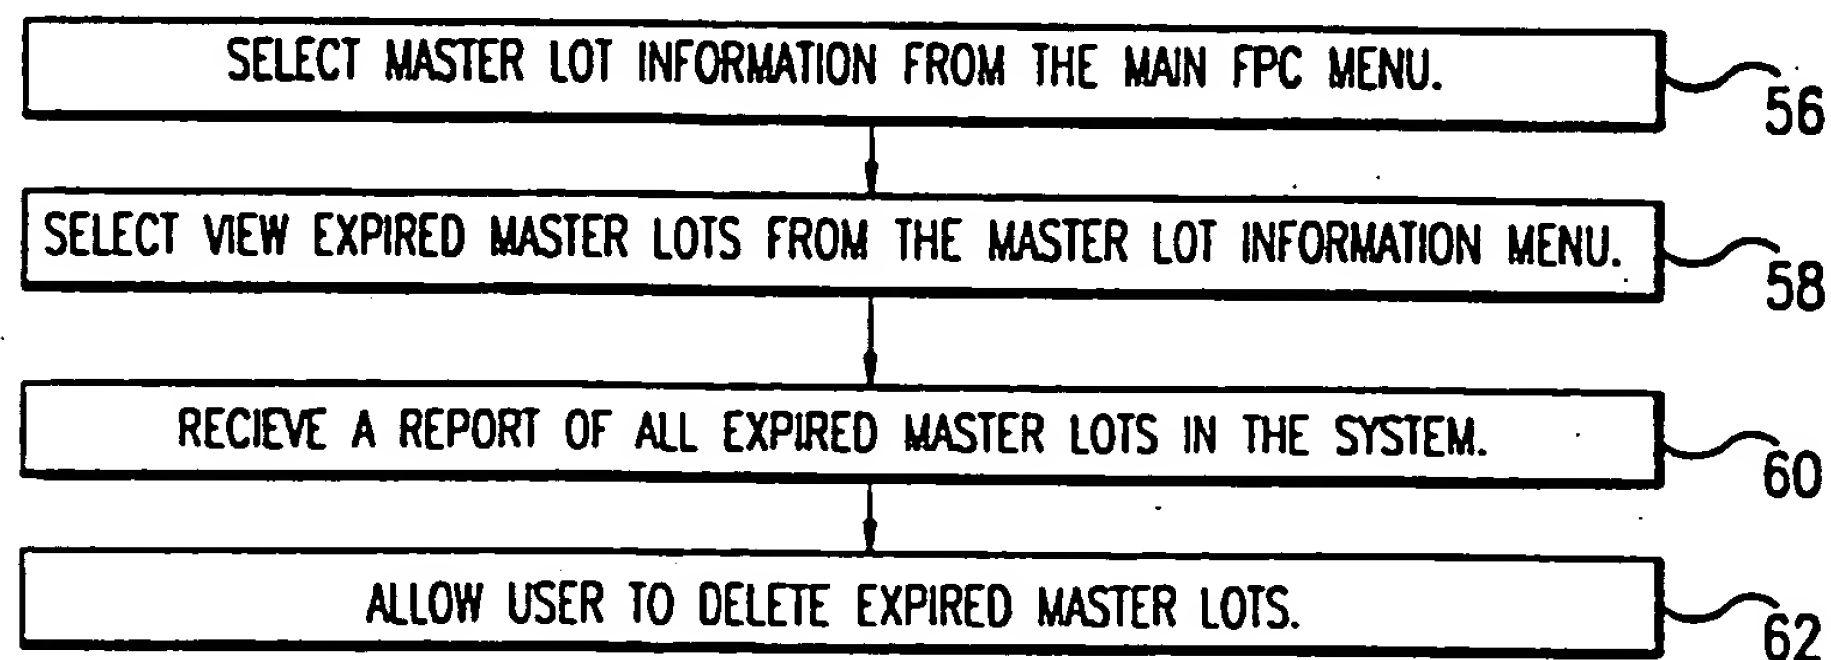 SELECT MASTER LOT INFORMATION FROM THE MAIN FPC MENU.
56
SELECT VIEW EXPIRED MASTER LOTS FROM THE MASTER LOT INFORMATION MENU.
58
RECIEVE A REPORT OF ALL EXPIRED MASTER LOTS IN THE SYSTEM.
60
ALLOW USER TO DELETE EXPIRED MASTER LOTS.
62